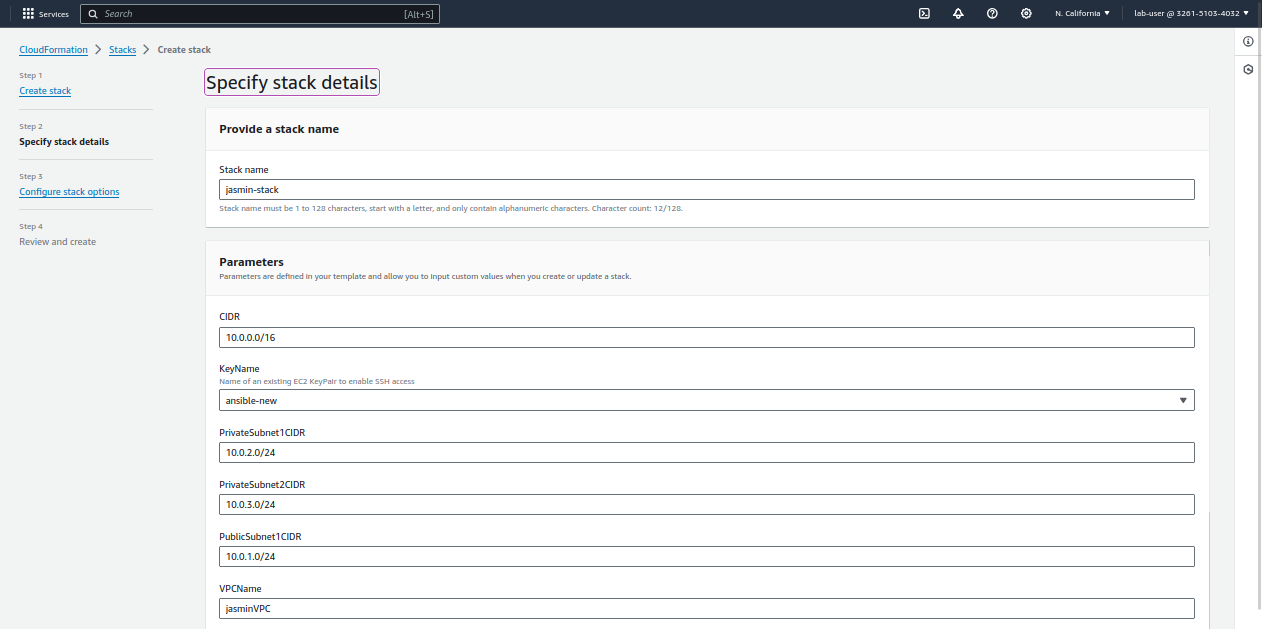 Services
Search [Alt+S]
N. California
lab-user @ 3261-5103-4032
CloudFormation Stacks Create stack
Step 1
Create stack
Step 2
Specify stack details
Step 3
Configure stack options
Step 4
Review and create
Specify stack details
Provide a stack name
Stack name
jasmin-stack
Stack name must be 1 to 128 characters, start with a letter, and only contain alphanumeric characters. Character count: 12/128.
Parameters
Parameters are defined in your template and allow you to input custom values when you create or update a stack.
CIDR
10.0.0.0/16
KeyName
Name of an existing EC2 KeyPair to enable SSH access
ansible-new
PrivateSubnet1CIDR
10.0.2.0/24
PrivateSubnet2CIDR
10.0.3.0/24
PublicSubnet1CIDR
10.0.1.0/24
VPCName
jasminVPC